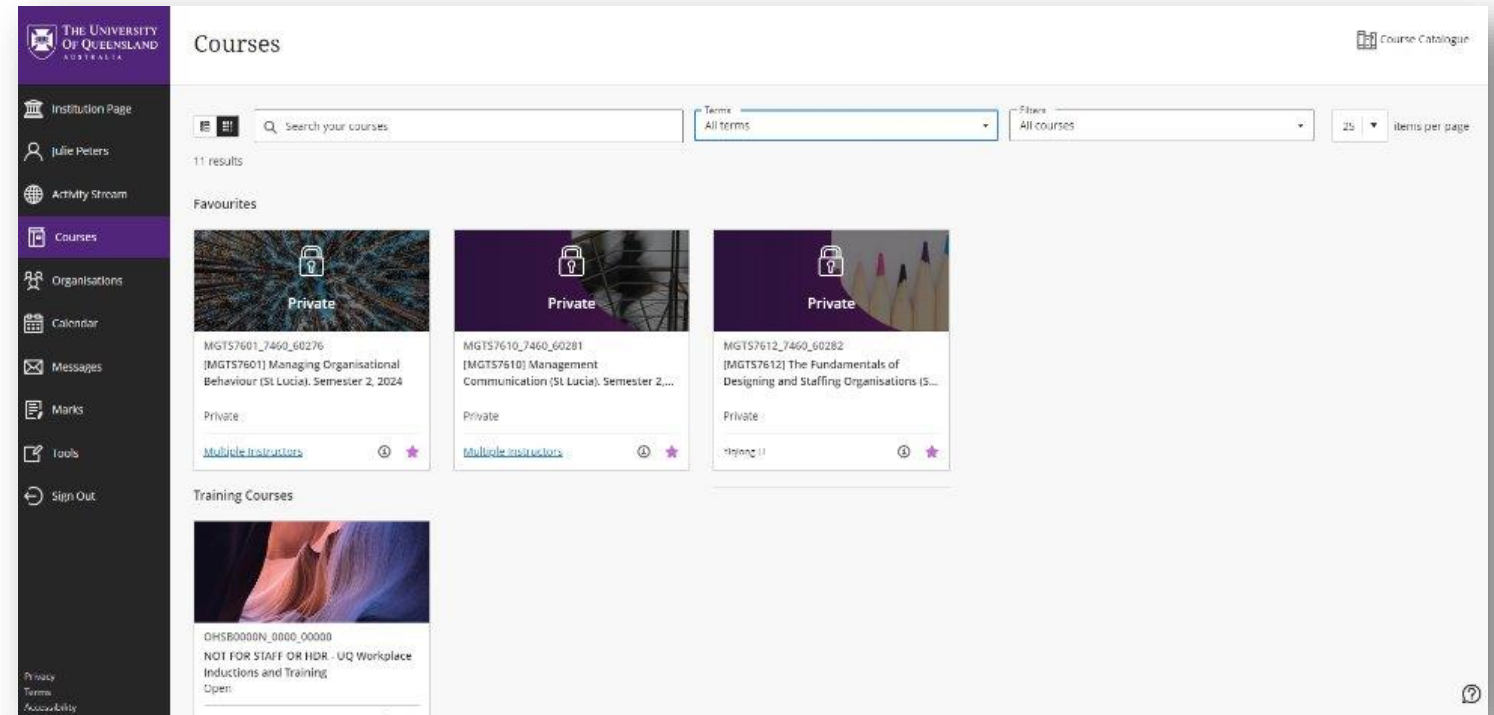 THE UNIVERSITY
OF QUEENSLAND
AUSTRALIA
Courses
Course Catalogue
Institution Page
Julie Peters
Activity Stream
Courses
Organisations
Calendar
Messages
Marks
Tools
Sign Out
Privacy
Terms
Accessibility
Search your courses
Terms
All terms
Filters
All courses
25
items per page
11 results
Favourites
Private
MGTS7601_7460_60276
[MGTS7601] Managing Organisational
Behaviour (St Lucia). Semester 2, 2024
Private
Multiple Instructors
Private
MGTS7610_7460_60281
[MGTS7610] Management
Communication (St Lucia). Semester 2,...
Private
Multiple Instructors
Private
MGTS7612_7460_60282
[MGTS7612] The Fundamentals of
Designing and Staffing Organisations (S...
Private
Training Courses
OHSB0000N_0000_00000
NOT FOR STAFF OR HDR - UQ Workplace
Inductions and Training
Open